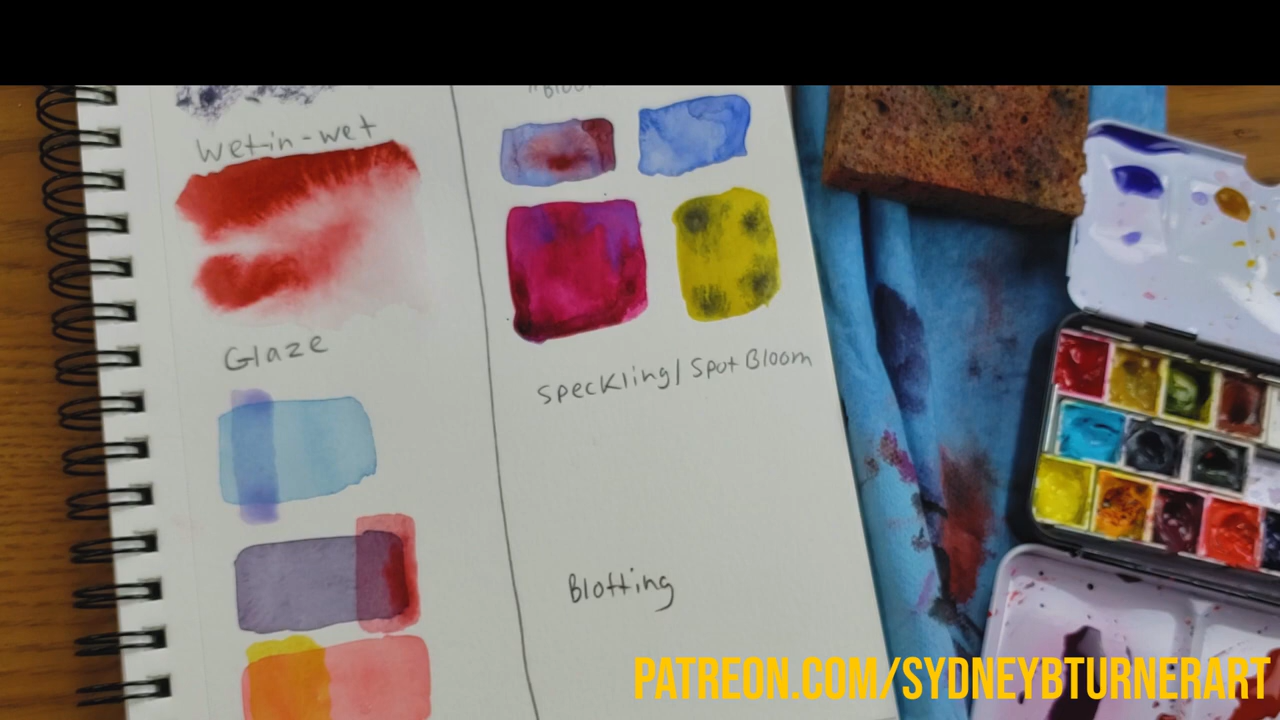 wet-in-wet
Glaze
Speckling/Spot Bloom
Blotting
PATREON.COM/SYDNEYBTURNERART